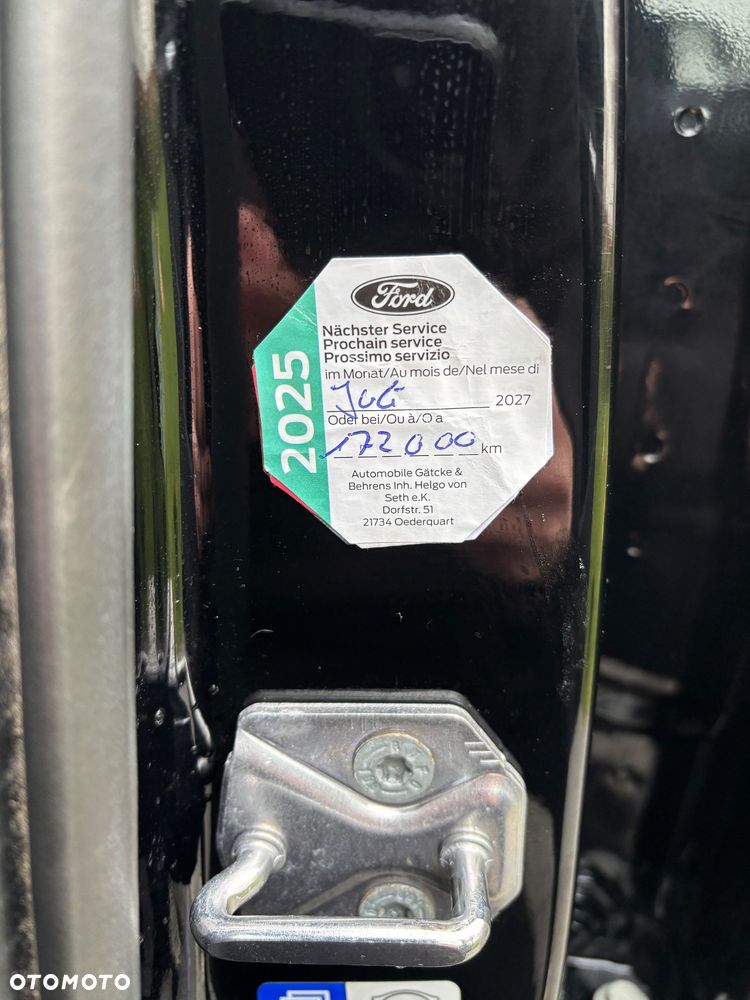 Ford
Nächster Service
Prochain service
Prossimo servizio
im Monat/Au mois de/Nel mese di
Juli 2027
Oder bei/Ou à/O a
172000 km
Automobile Gätcke &
Behrens Inh. Helgo von
Seth e.K.
Dorfstr. 51
21734 Oederquart
2025
OTOMOTO